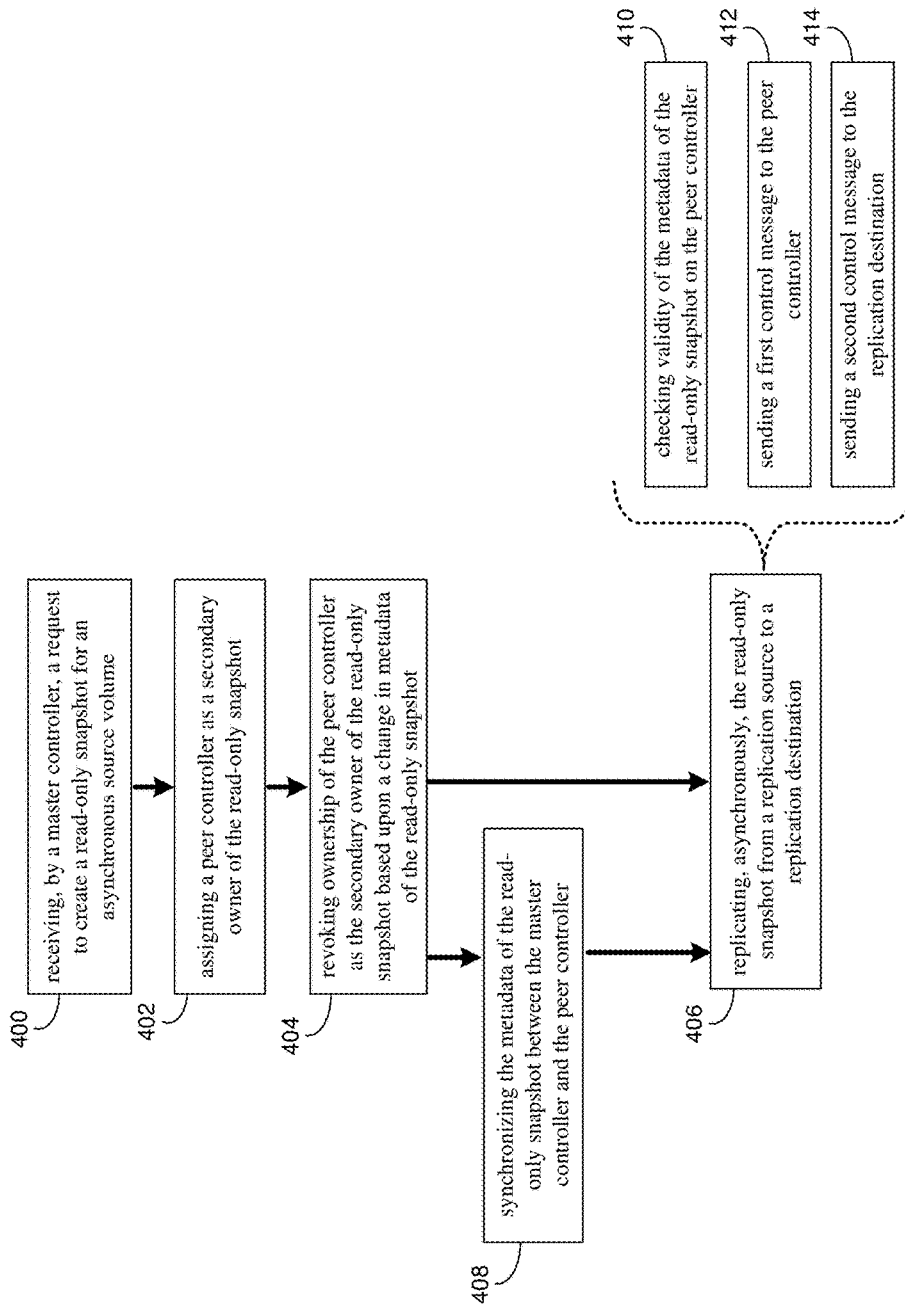 400
receiving, by a master controller, a request
to create a read-only snapshot for an
asynchronous source volume
402
assigning a peer controller as a secondary
owner of the read-only snapshot
404
revoking ownership of the peer controller
as the secondary owner of the read-only
snapshot based upon a change in metadata
of the read-only snapshot
408
synchronizing the metadata of the read-
only snapshot between the master
controller and the peer controller
406
replicating, asynchronously, the read-only
snapshot from a replication source to a
replication destination
410
checking validity of the metadata of the
read-only snapshot on the peer controller
412
sending a first control message to the peer
controller
414
sending a second control message to the
replication destination